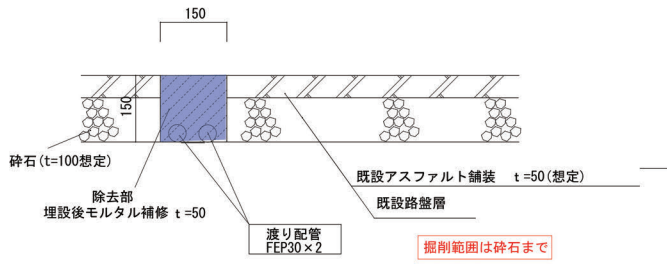 150
150
砕石(t=100想定)
除去部
埋設後モルタル補修 t=50
渡り配管
FEP30×2
既設アスファルト舗装 t=50(想定)
既設路盤層
掘削範囲は砕石まで